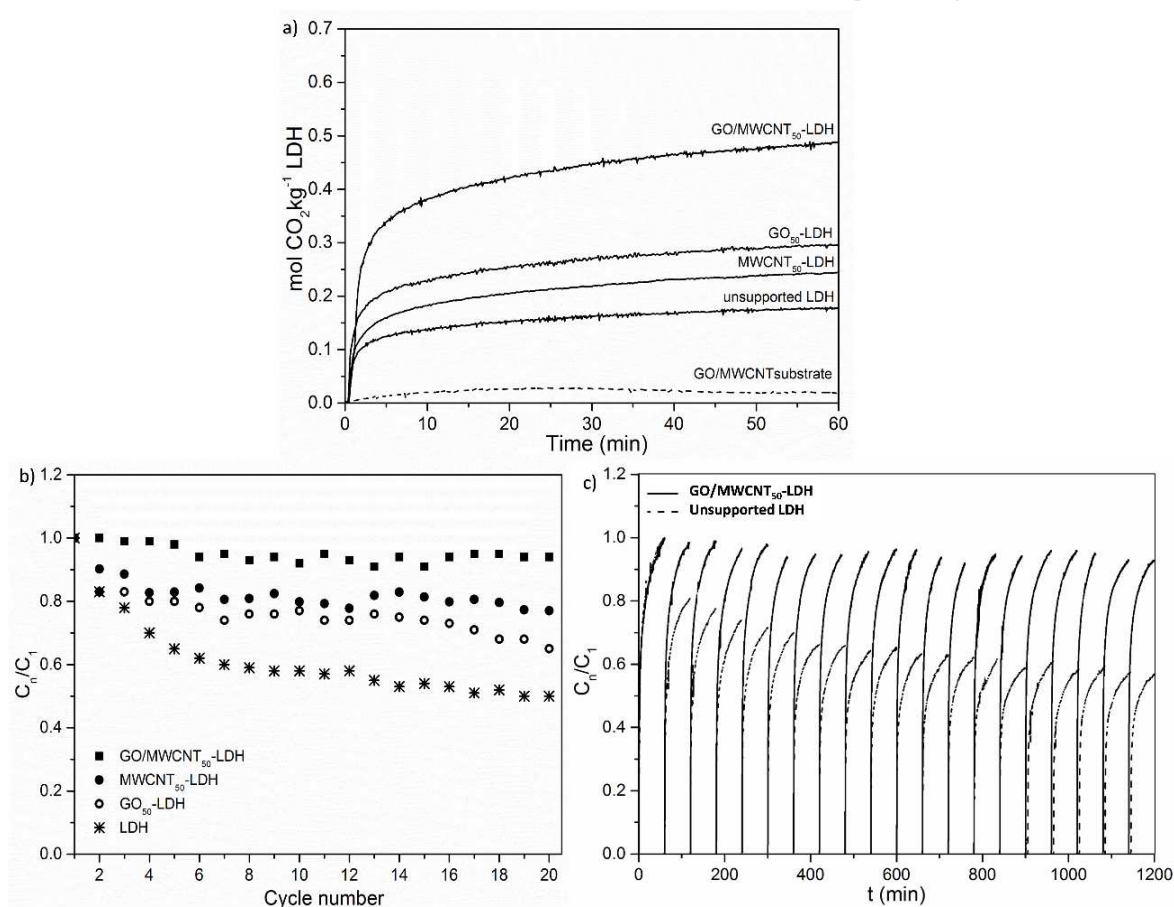 a)
0.7
0.6
0.5
0.4
0.3
0.2
0.1
0.0
mol CO₂kg⁻¹ LDH
GO/MWCNT₅₀-LDH
GO₅₀-LDH
MWCNT₅₀-LDH
unsupported LDH
GO/MWCNTsubstrate
0 10 20 30 40 50 60
Time (min)
b)
1.2
1.0
0.8
0.6
0.4
0.2
0.0
Cₙ/C₁
GO/MWCNT₅₀-LDH
MWCNT₅₀-LDH
GO₅₀-LDH
LDH
2 4 6 8 10 12 14 16 18 20
Cycle number
c)
GO/MWCNT₅₀-LDH
Unsupported LDH
1.2
1.0
0.8
0.6
0.4
0.2
0.0
Cₙ/C₁
0 200 400 600 800 1000 1200
t (min)